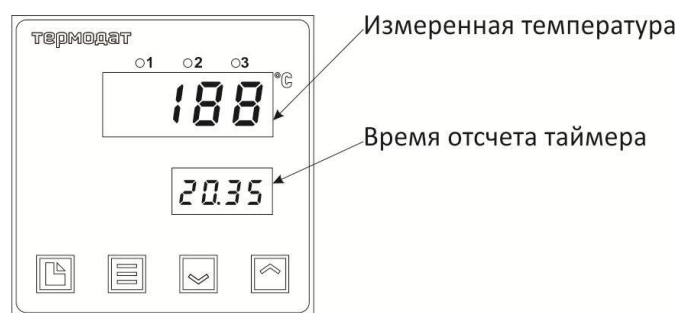 Измеренная температура
термодат
1 2 3
°C
188
Время отсчета таймера
20.35